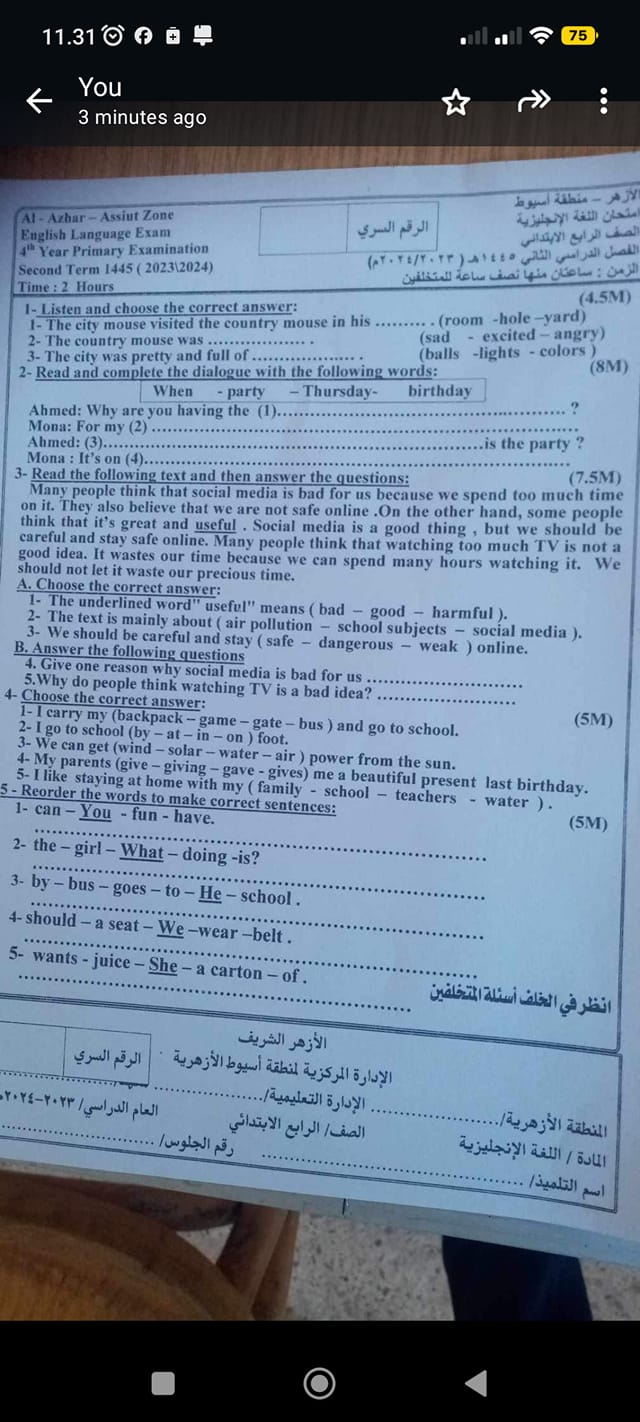 11.31
75
You
3 minutes ago
Al - Azhar – Assiut Zone
English Language Exam
4th Year Primary Examination
Second Term 1445 ( 2023\2024)
Time : 2 Hours
الرقم السري
الأزهر – منطقة أسيوط
امتحان اللغة الإنجليزية
الصف الرابع الابتدائي
الفصل الدراسي الثاني ١٤٤٥هـ ( ٢٠٢٤/٢٠٢٣م)
الزمن : ساعتان منها نصف ساعة للمتخلفين
1- Listen and choose the correct answer: (4.5M)
1- The city mouse visited the country mouse in his ......... . (room -hole –yard)
2- The country mouse was ................... . (sad - excited – angry)
3- The city was pretty and full of ................... . (balls -lights - colors )
2- Read and complete the dialogue with the following words: (8M)
When - party – Thursday- birthday
Ahmed: Why are you having the (1)................................................. ?
Mona: For my (2) ..................................................................
Ahmed: (3)..........................................................is the party ?
Mona : It's on (4)..................................................................
3- Read the following text and then answer the questions: (7.5M)
Many people think that social media is bad for us because we spend too much time
on it. They also believe that we are not safe online .On the other hand, some people
think that it's great and useful . Social media is a good thing , but we should be
careful and stay safe online. Many people think that watching too much TV is not a
good idea. It wastes our time because we can spend many hours watching it. We
should not let it waste our precious time.
A. Choose the correct answer:
1- The underlined word" useful" means ( bad – good – harmful ).
2- The text is mainly about ( air pollution – school subjects – social media ).
3- We should be careful and stay ( safe – dangerous – weak ) online.
B. Answer the following questions
4. Give one reason why social media is bad for us ..............................
5.Why do people think watching TV is a bad idea? ...........................
4- Choose the correct answer: (5M)
1- I carry my (backpack – game – gate – bus ) and go to school.
2- I go to school (by – at – in – on ) foot.
3- We can get (wind – solar – water – air ) power from the sun.
4- My parents (give – giving – gave - gives) me a beautiful present last birthday.
5- I like staying at home with my ( family - school – teachers - water ) .
5 - Reorder the words to make correct sentences: (5M)
1- can – You - fun - have.
..................................................................................
2- the – girl – What – doing -is?
..................................................................................
3- by – bus – goes – to – He – school .
..................................................................................
4- should – a seat – We –wear –belt .
..................................................................................
5- wants - juice – She – a carton – of .
..................................................................................
انظر في الخلف أسئلة المتخلفين
الأزهر الشريف
الإدارة المركزية لمنطقة أسيوط الأزهرية
الرقم السري
المنطقة الأزهرية/........................ الإدارة التعليمية/........................
المادة / اللغة الإنجليزية الصف/ الرابع الابتدائي العام الدراسي/ ٢٠٢٣-٢٠٢٤م
اسم التلميذ/ .................................... رقم الجلوس/ ........................